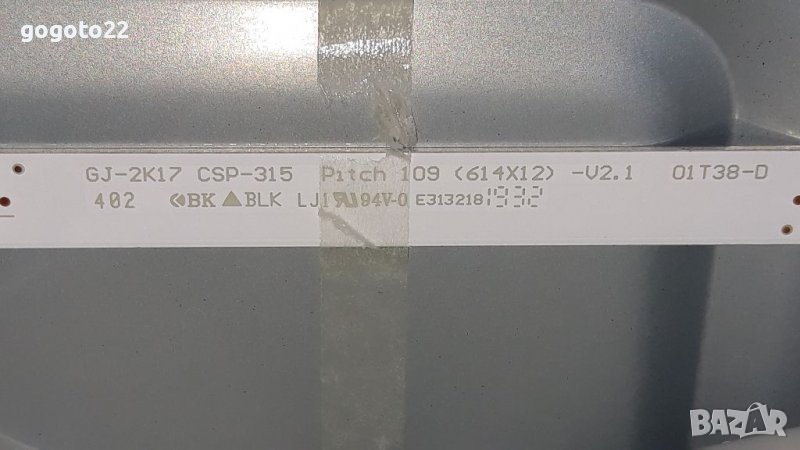 gogoto22
GJ-2K17 CSP-315 Pitch 109 (614X12) -V2.1 01T38-D
402 BK BLK LJ1 94V-0 E313218 1932
BAZAR